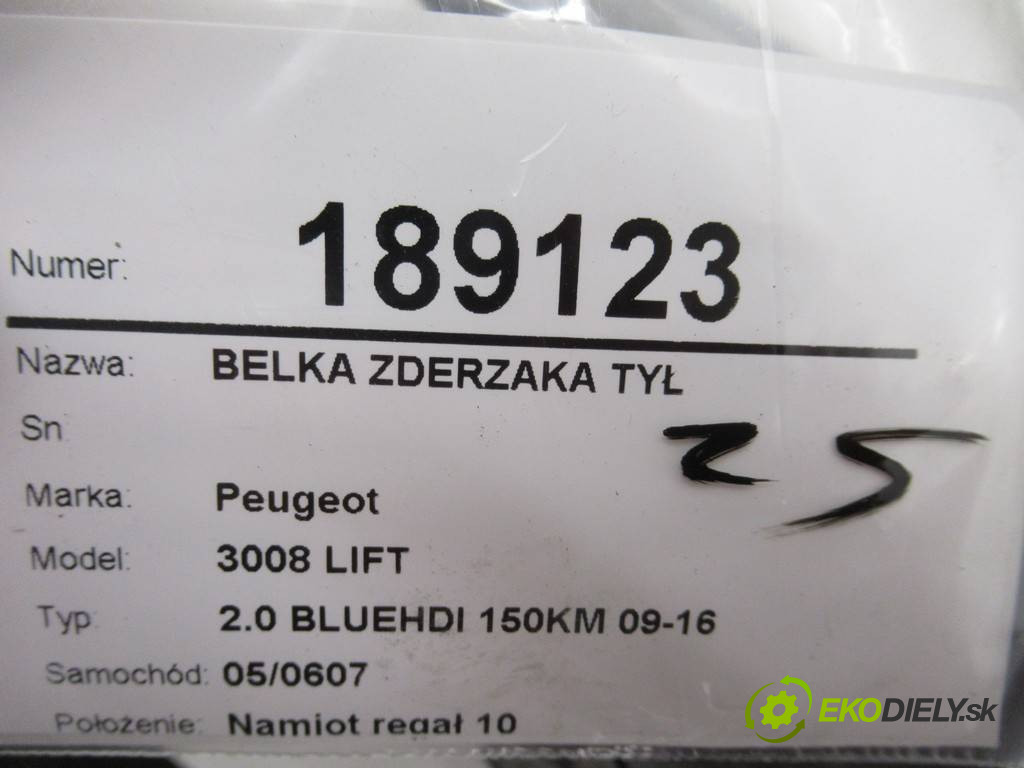 Numer: 189123
Nazwa: BELKA ZDERZAKA TYŁ
Sn
25
Marka: Peugeot
Model: 3008 LIFT
Typ: 2.0 BLUEHDI 150KM 09-16
Samochód: 05/0607
Położenie: Namiot regał 10
EKODIELY.sk